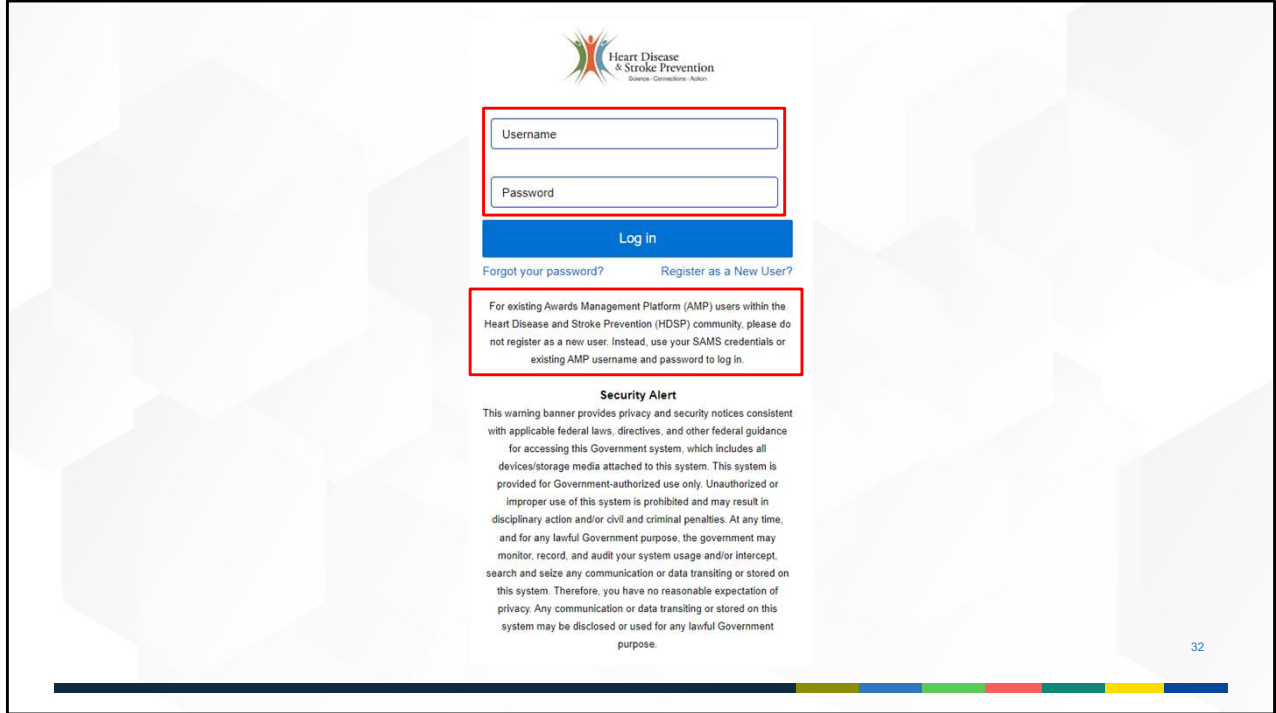 Heart Disease
& Stroke Prevention
Science - Connections - Action
Username
Password
Log in
Forgot your password? Register as a New User?
For existing Awards Management Platform (AMP) users within the
Heart Disease and Stroke Prevention (HDSP) community, please do
not register as a new user. Instead, use your SAMS credentials or
existing AMP username and password to log in.
Security Alert
This warning banner provides privacy and security notices consistent
with applicable federal laws, directives, and other federal guidance
for accessing this Government system, which includes all
devices/storage media attached to this system. This system is
provided for Government-authorized use only. Unauthorized or
improper use of this system is prohibited and may result in
disciplinary action and/or civil and criminal penalties. At any time,
and for any lawful Government purpose, the government may
monitor, record, and audit your system usage and/or intercept,
search and seize any communication or data transiting or stored on
this system. Therefore, you have no reasonable expectation of
privacy. Any communication or data transiting or stored on this
system may be disclosed or used for any lawful Government
purpose.
32